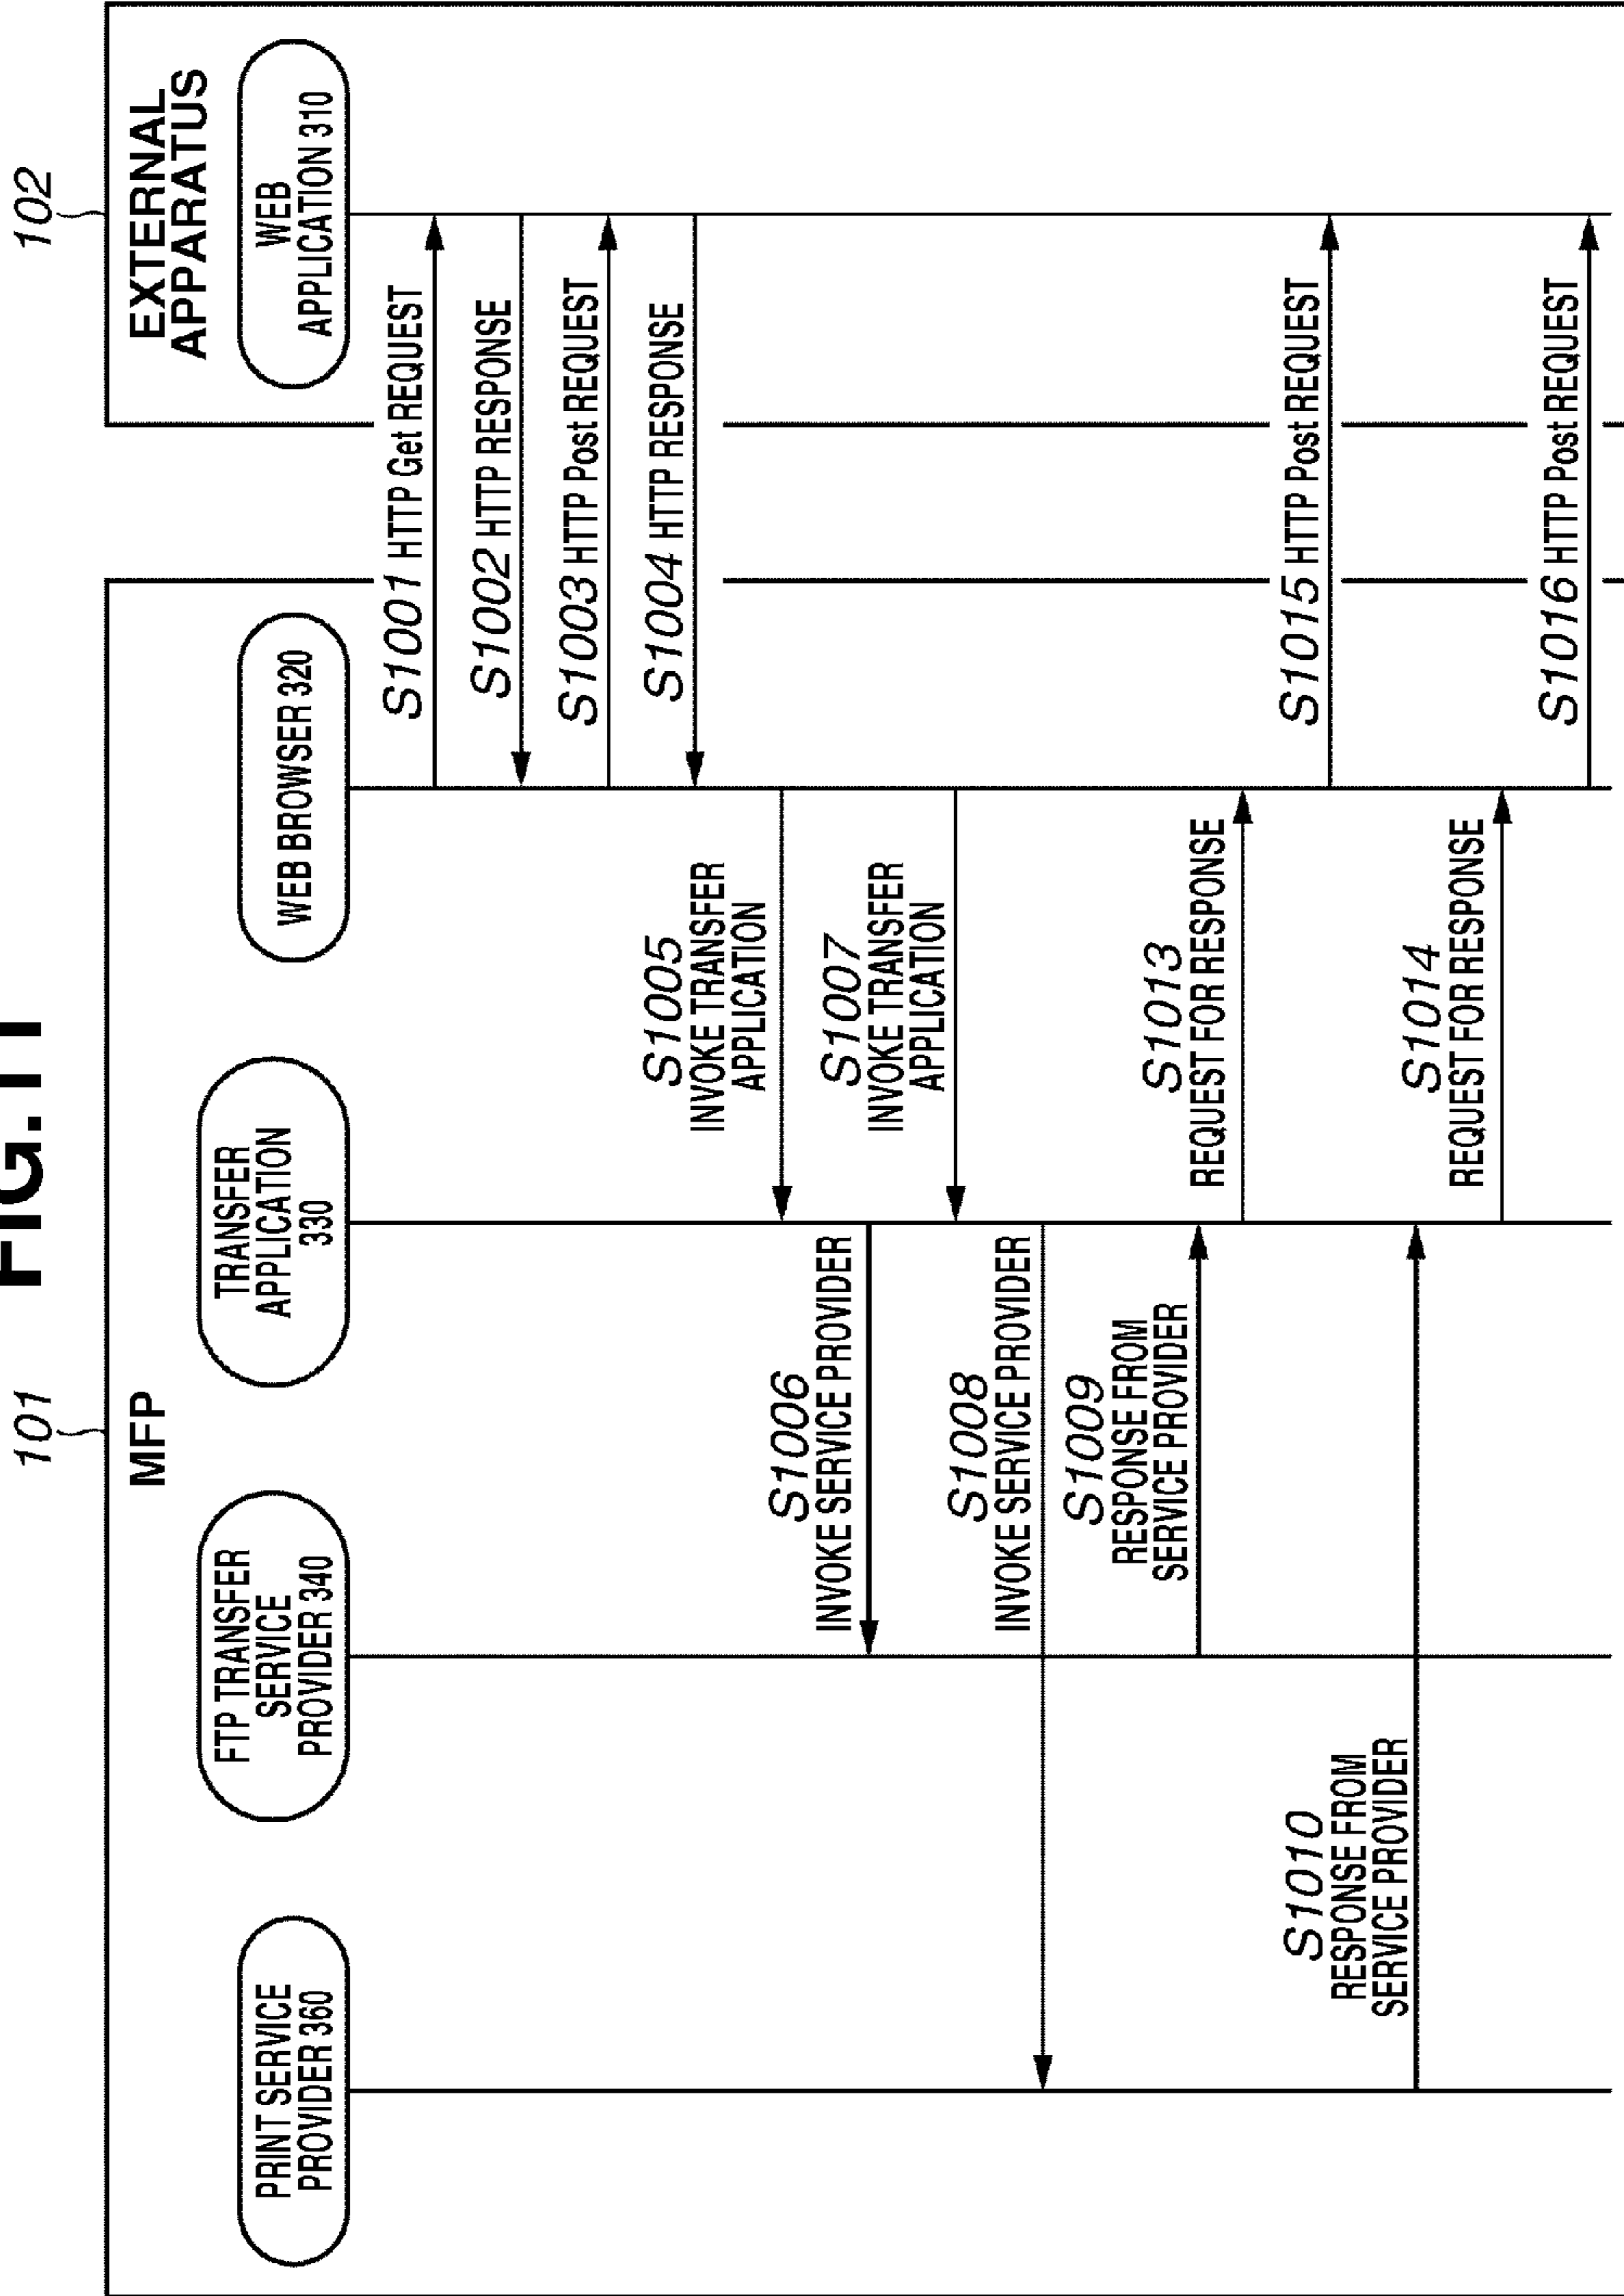 FIG.11
101
102
MFP
EXTERNAL
APPARATUS
PRINT SERVICE
PROVIDER 360
FTP TRANSFER
SERVICE
PROVIDER 340
TRANSFER
APPLICATION
330
WEB BROWSER 320
WEB
APPLICATION 310
S1001 HTTP Get REQUEST
S1002 HTTP RESPONSE
S1003 HTTP Post REQUEST
S1004 HTTP RESPONSE
S1005
INVOKE TRANSFER
APPLICATION
S1006
INVOKE SERVICE PROVIDER
S1007
INVOKE TRANSFER
APPLICATION
S1008
INVOKE SERVICE PROVIDER
S1009
RESPONSE FROM
SERVICE PROVIDER
S1013
REQUEST FOR RESPONSE
S1015 HTTP Post REQUEST
S1010
RESPONSE FROM
SERVICE PROVIDER
S1014
REQUEST FOR RESPONSE
S1016 HTTP Post REQUEST